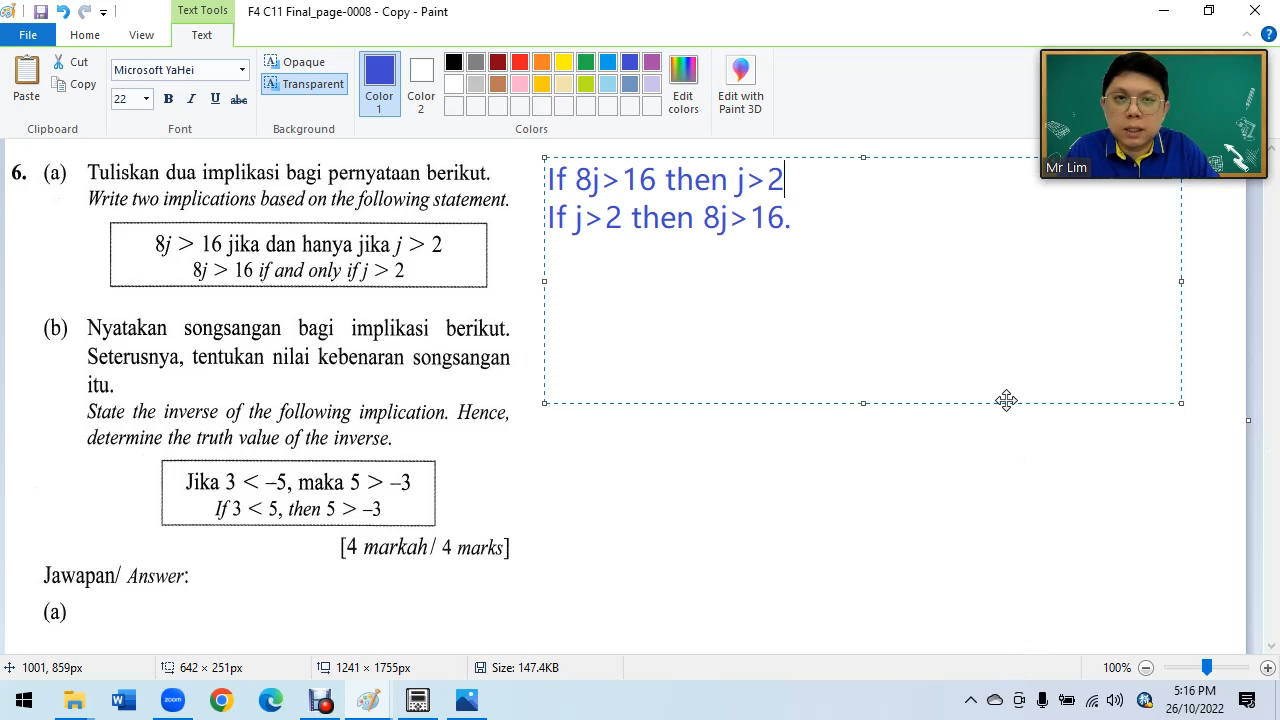 F4 C11 Final_page-0008 - Copy - Paint
Text Tools
File
Home
View
Text
Paste
Cut
Copy
Clipboard
Microsoft YaHei
22
B I U abc
Font
Opaque
Transparent
Background
Color 1
Color 2
Edit colors
Colors
Edit with Paint 3D
Mr Lim
6. (a) Tuliskan dua implikasi bagi pernyataan berikut.
Write two implications based on the following statement.
8j > 16 jika dan hanya jika j > 2
8j > 16 if and only if j > 2
If 8j>16 then j>2
If j>2 then 8j>16.
(b) Nyatakan songsangan bagi implikasi berikut.
Seterusnya, tentukan nilai kebenaran songsangan
itu.
State the inverse of the following implication. Hence,
determine the truth value of the inverse.
Jika 3 < –5, maka 5 > –3
If 3 < 5, then 5 > –3
[4 markah/ 4 marks]
Jawapan/ Answer:
(a)
1001, 859px
642 × 251px
1241 × 1755px
Size: 147.4KB
100%
zoom
5:16 PM
26/10/2022